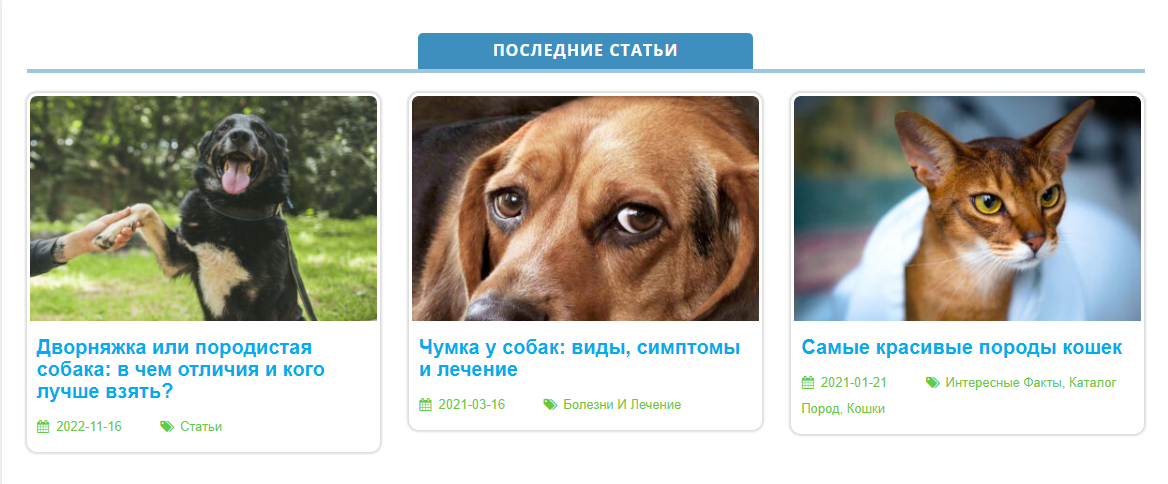 ПОСЛЕДНИЕ СТАТЬИ
Дворняжка или породистая
собака: в чем отличия и кого
лучше взять?
2022-11-16 Статьи
Чумка у собак: виды, симптомы
и лечение
2021-03-16 Болезни И Лечение
Самые красивые породы кошек
2021-01-21 Интересные Факты, Каталог
Пород, Кошки